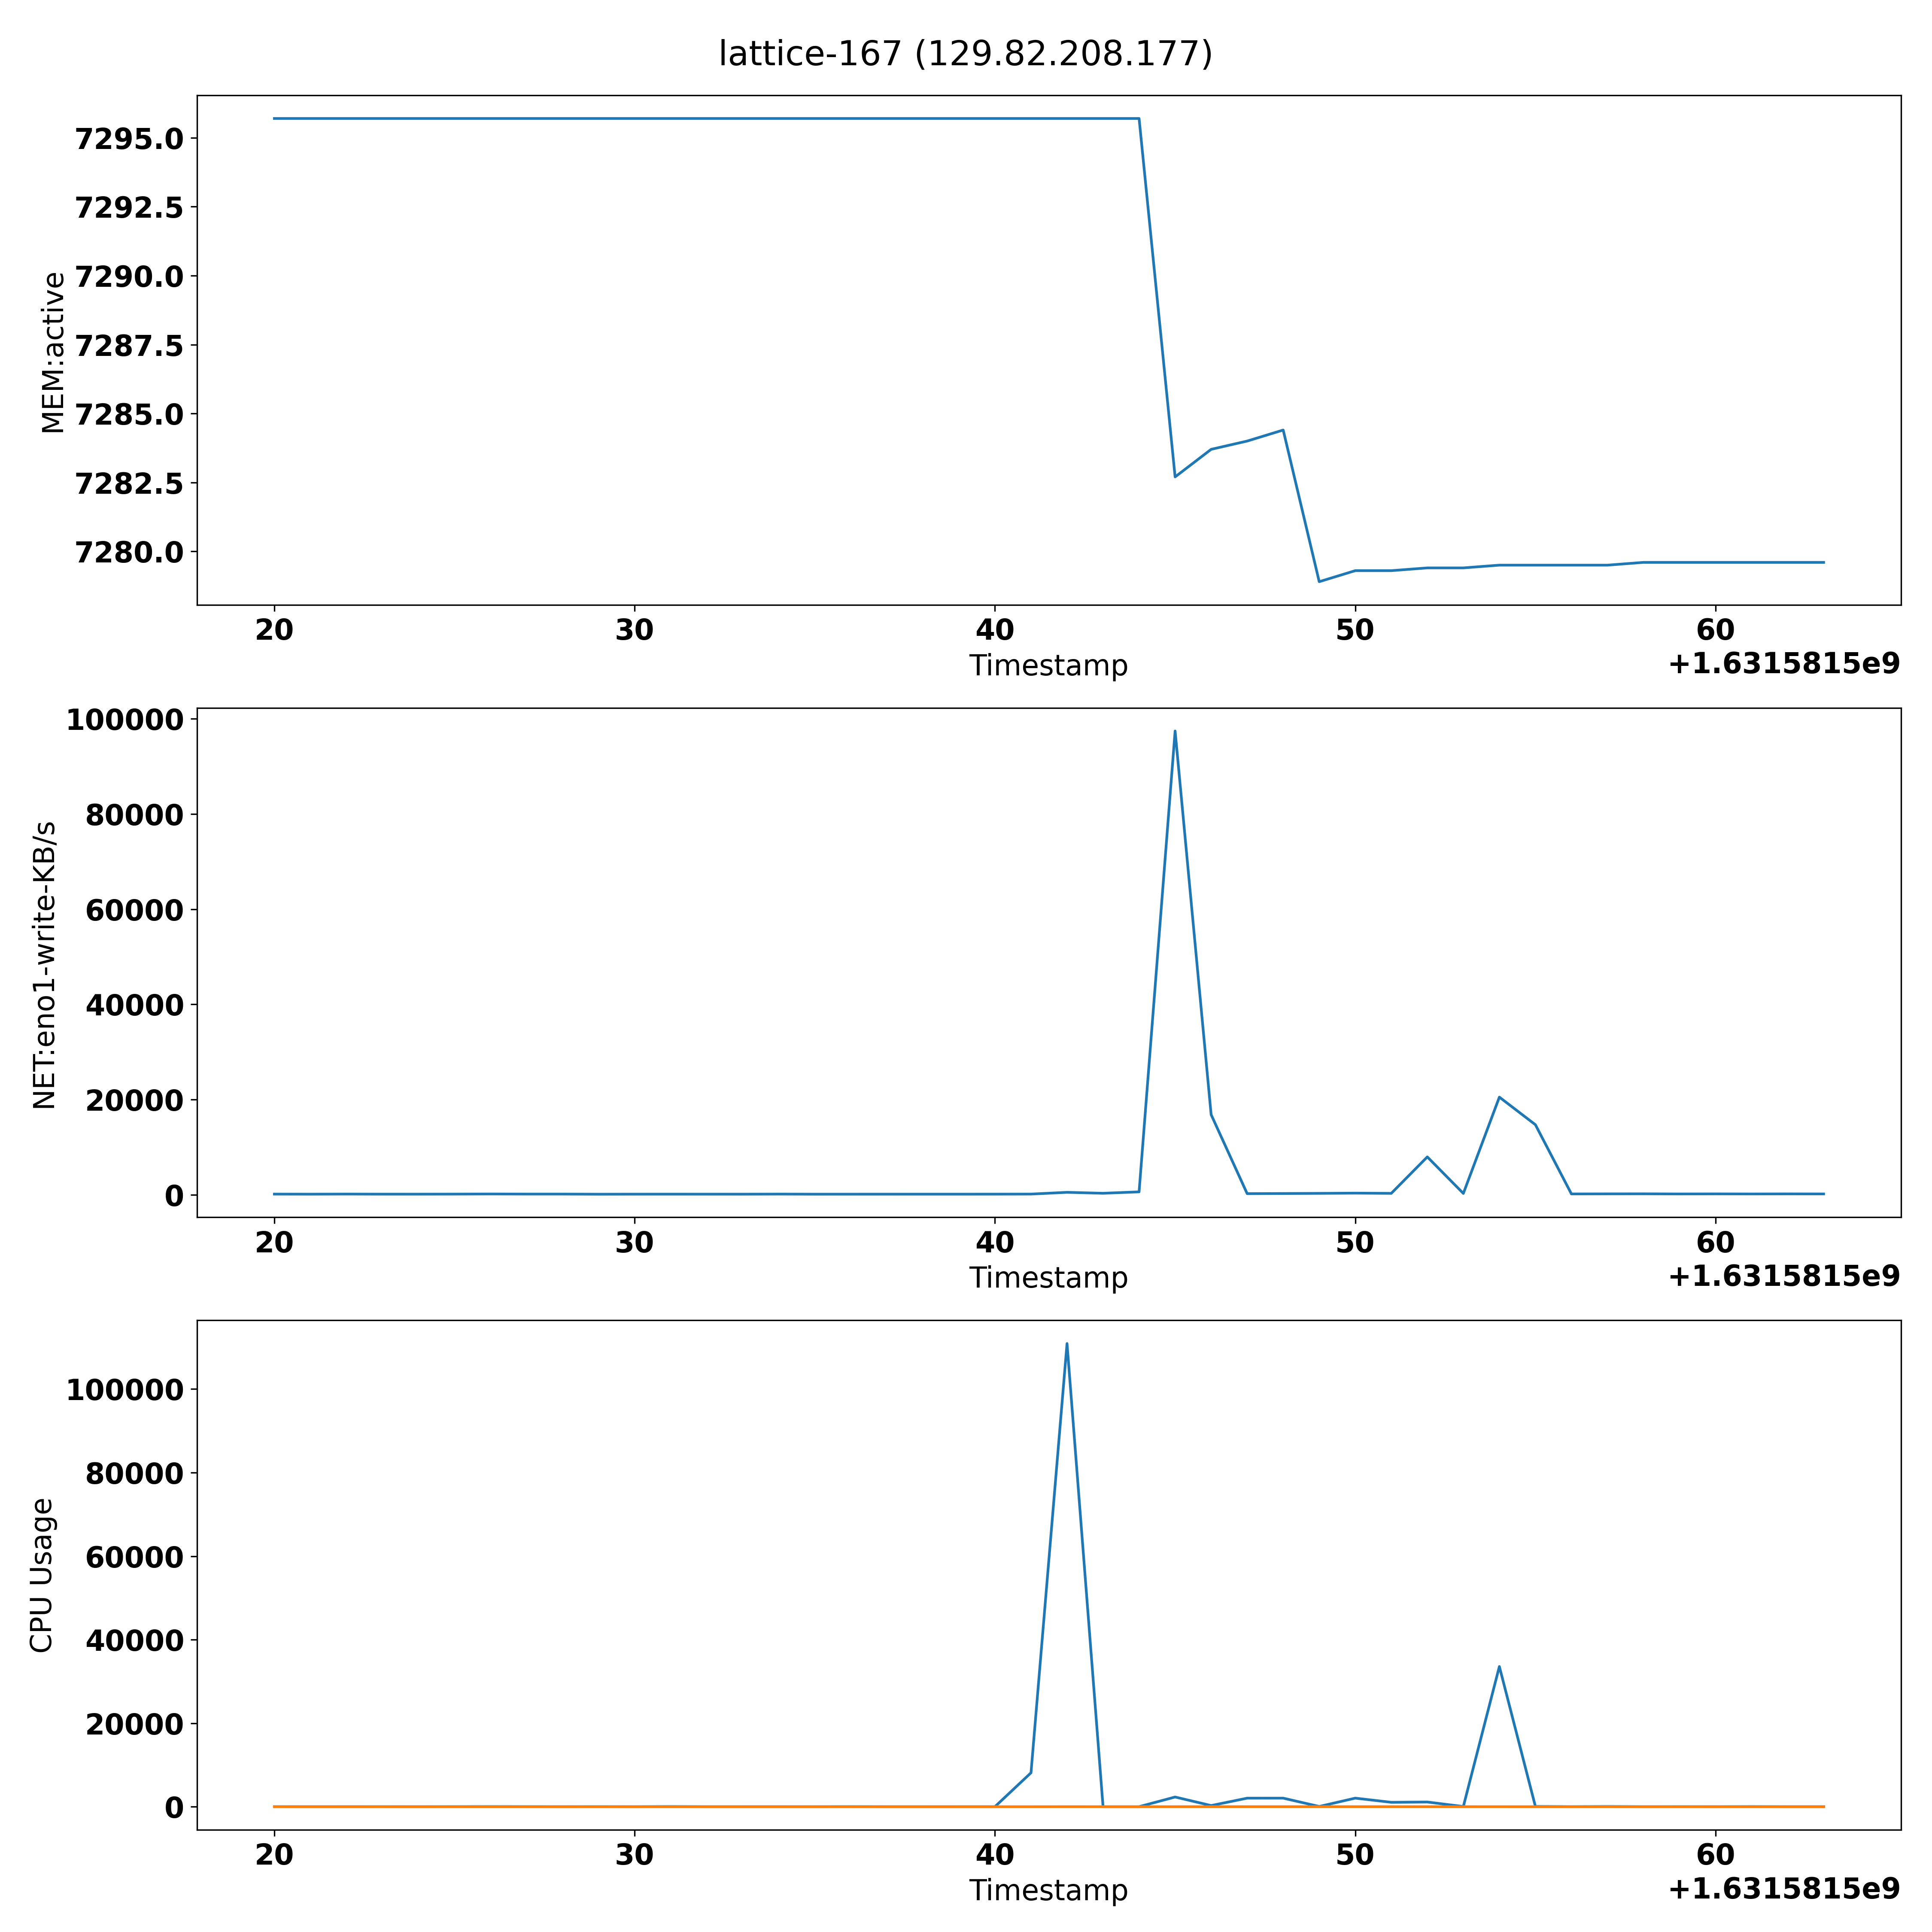 lattice-167 (129.82.208.177)
7295.0
7292.5
7290.0
7287.5
7285.0
7282.5
7280.0
MEM:active
20 30 40 50 60
Timestamp
+1.6315815e9
100000
80000
60000
40000
20000
0
NET:eno1-write-KB/s
20 30 40 50 60
Timestamp
+1.6315815e9
100000
80000
60000
40000
20000
0
CPU Usage
20 30 40 50 60
Timestamp
+1.6315815e9